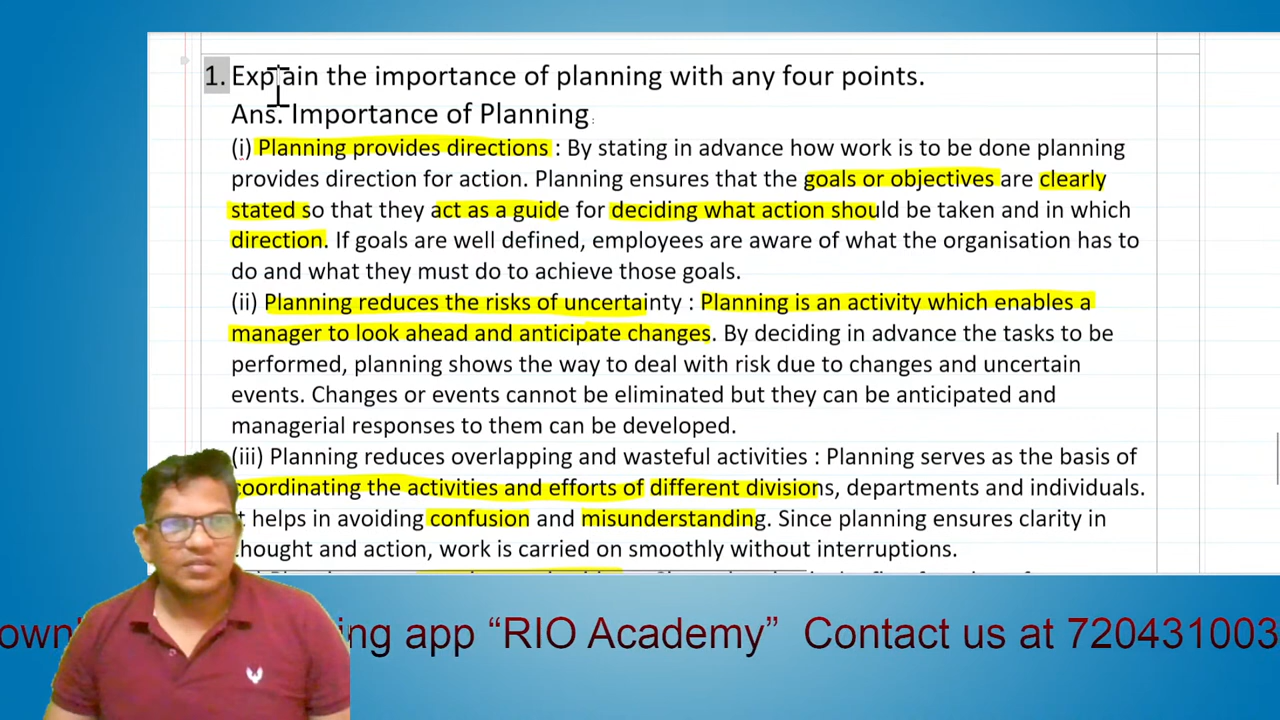 1. Explain the importance of planning with any four points.
Ans. Importance of Planning
(i) Planning provides directions : By stating in advance how work is to be done planning
provides direction for action. Planning ensures that the goals or objectives are clearly
stated so that they act as a guide for deciding what action should be taken and in which
direction. If goals are well defined, employees are aware of what the organisation has to
do and what they must do to achieve those goals.
(ii) Planning reduces the risks of uncertainty : Planning is an activity which enables a
manager to look ahead and anticipate changes. By deciding in advance the tasks to be
performed, planning shows the way to deal with risk due to changes and uncertain
events. Changes or events cannot be eliminated but they can be anticipated and
managerial responses to them can be developed.
(iii) Planning reduces overlapping and wasteful activities : Planning serves as the basis of
coordinating the activities and efforts of different divisions, departments and individuals.
It helps in avoiding confusion and misunderstanding. Since planning ensures clarity in
thought and action, work is carried on smoothly without interruptions.
app “RIO Academy” Contact us at 720431003